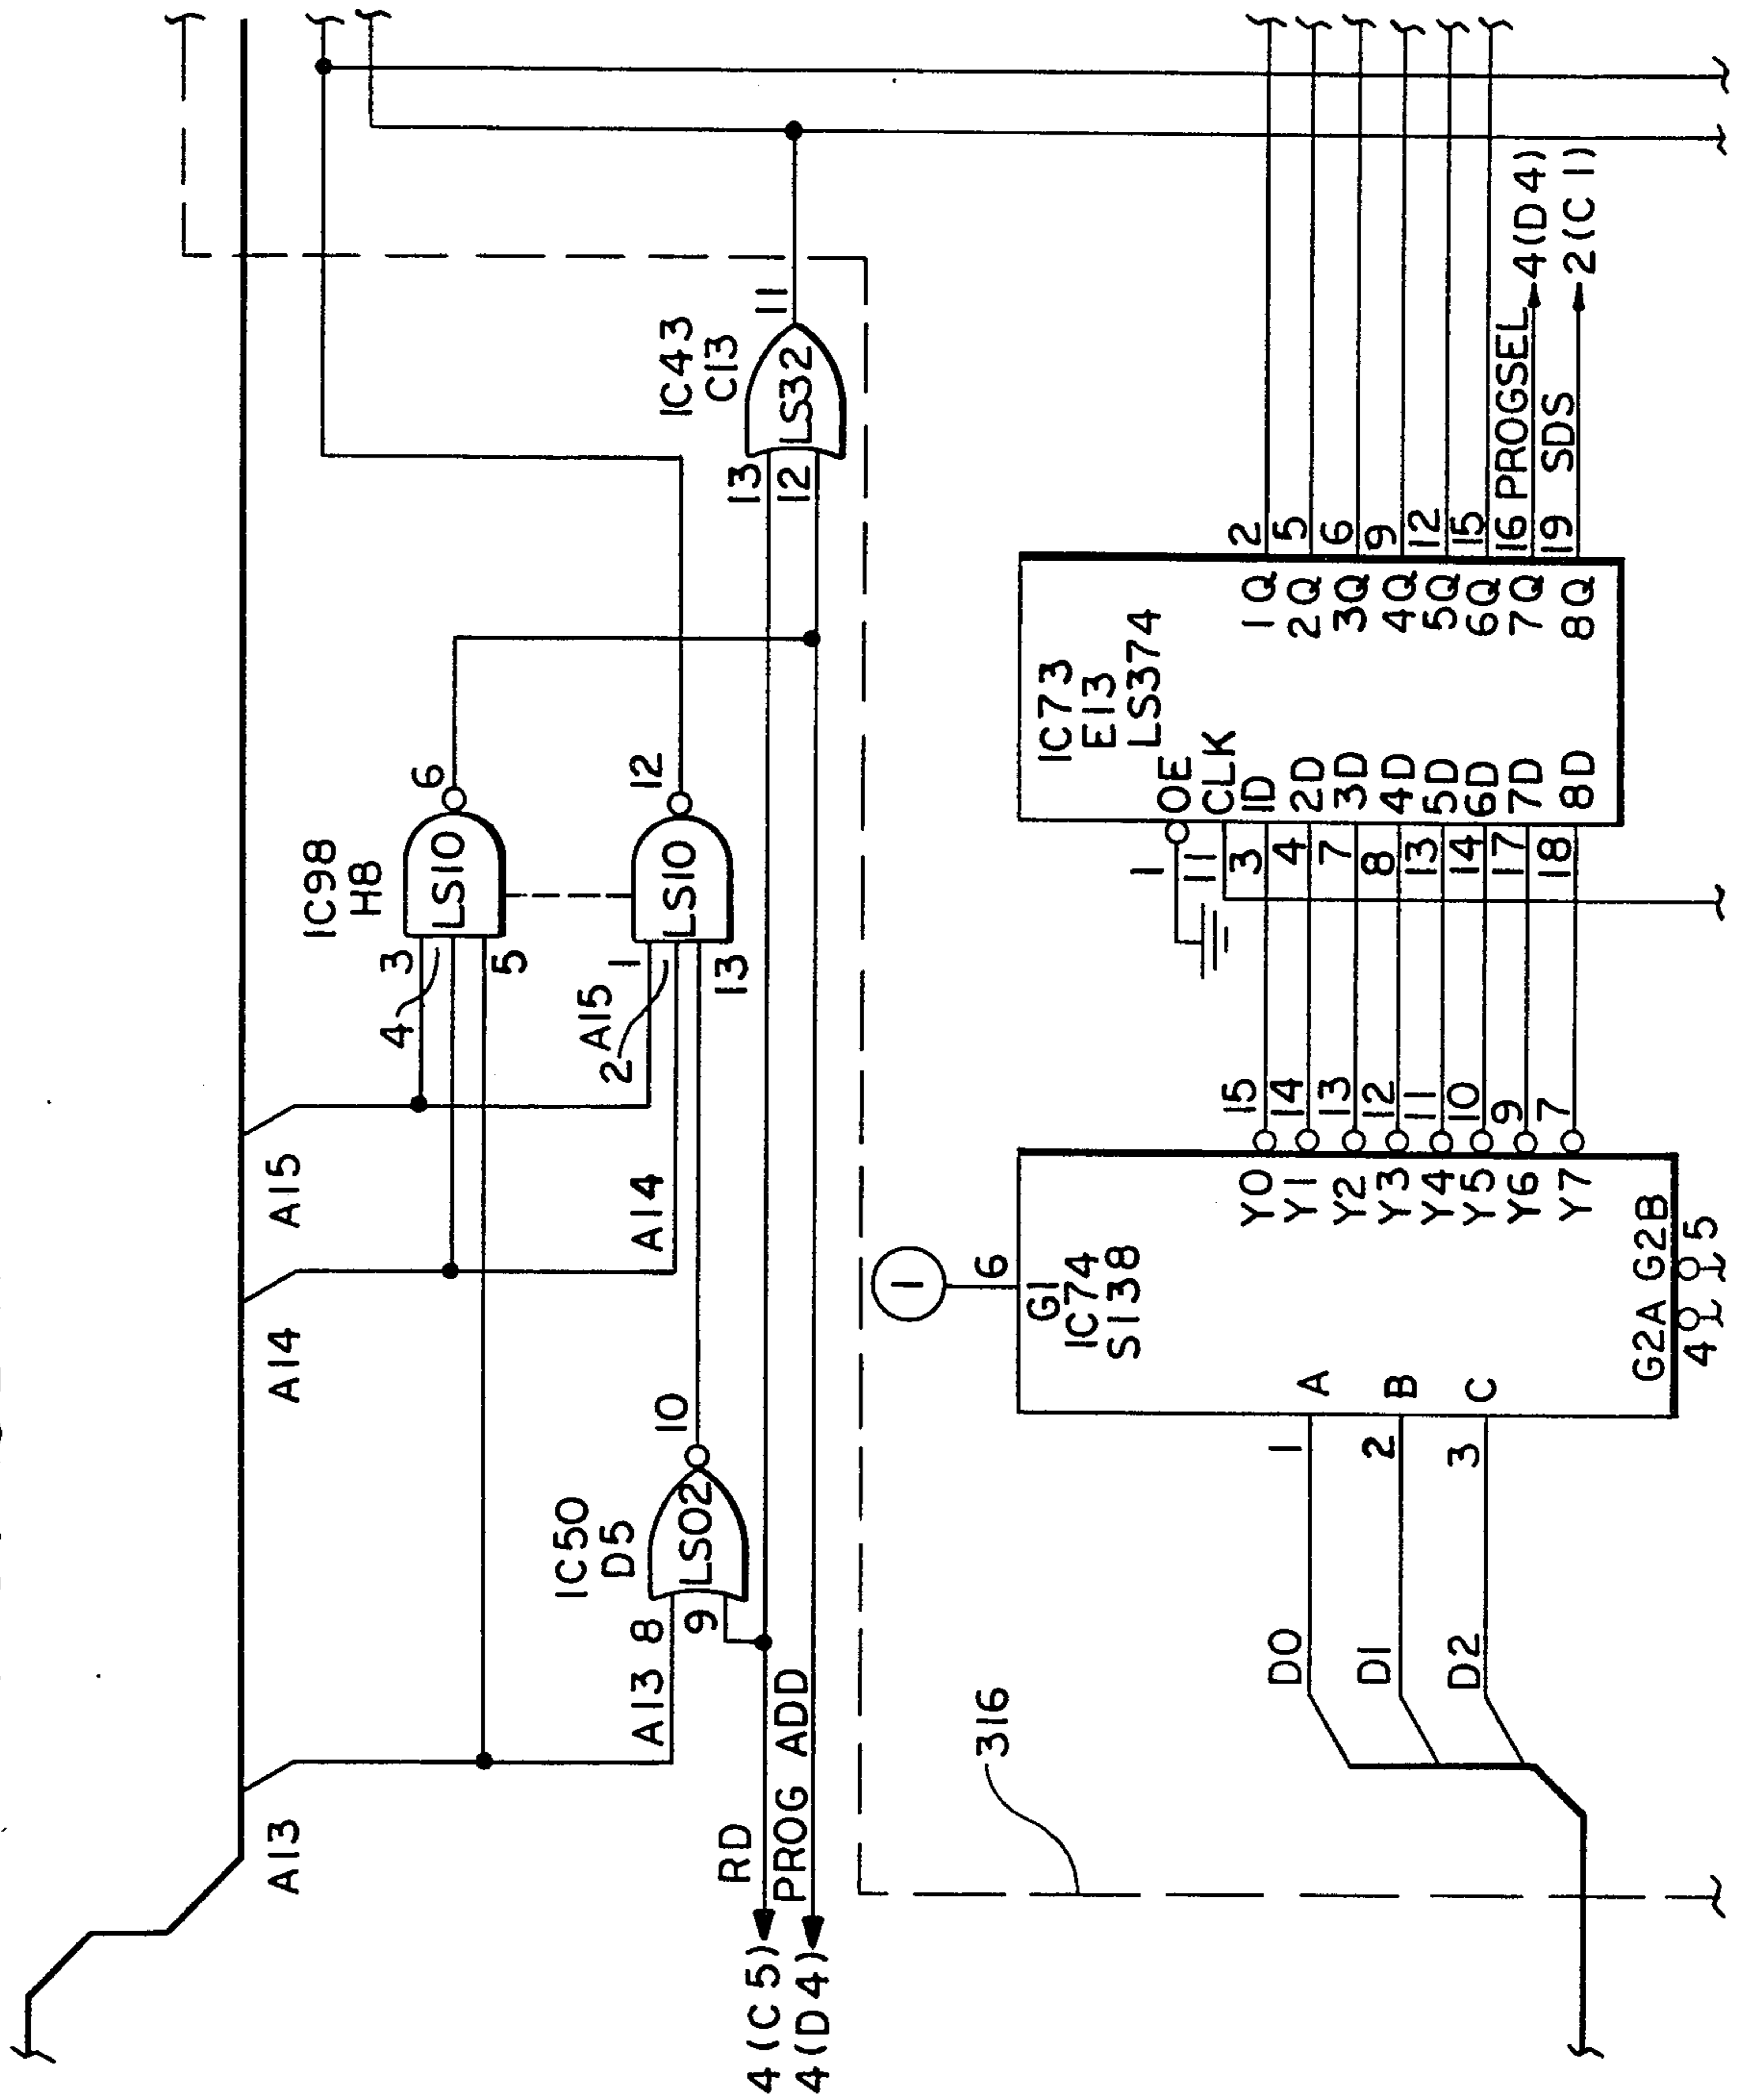 A13
A14
A15
IC98
H8
3
4
5
LS10
6
A14
A15
1
2
13
LS10
12
IC50
D5
A13 8
9
LS02
10
IC43
C13
13
12
LS32
11
4 (C5) RD
4 (D4) PROG ADD
316
1
6
G1
IC74
S138
D0 1 A
D1 2 B
D2 3 C
Y0 15
Y1 14
Y2 13
Y3 12
Y4 11
Y5 10
Y6 9
Y7 7
G2A G2B
4 5
IC73
E13
LS374
1 OE
11 CLK
3 1D 1Q 2
4 2D 2Q 5
7 3D 3Q 6
8 4D 4Q 9
13 5D 5Q 12
14 6D 6Q 15
17 7D 7Q 16 PROGSEL 4(D4)
18 8D 8Q 19 SDS 2(C1)